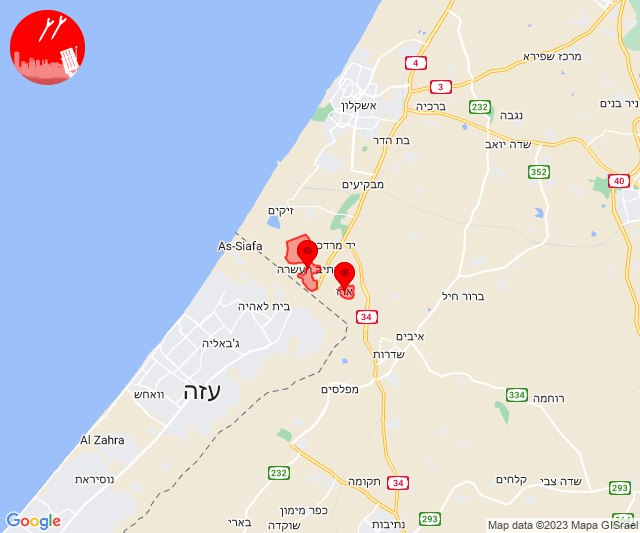 מרכז שפירא
4
3
אשקלון
ברכיה
232
נגבה
ניר בנים
בת הדר
שדה יואב
352
40
מבקיעים
זיקים
As-Siafa
יד מרדכי
נתיב העשרה
ארז
34
ברור חיל
בית לאהיה
ג'באליה
איבים
שדרות
עזה
וואחש
מפלסים
334
רוחמה
Al Zahra
נוסיראת
232
תקומה
34
קלחים
שדה צבי
293
כפר מימון
שוקדה
בארי
נתיבות
293
264
Google
Map data ©2023 Mapa GISrael